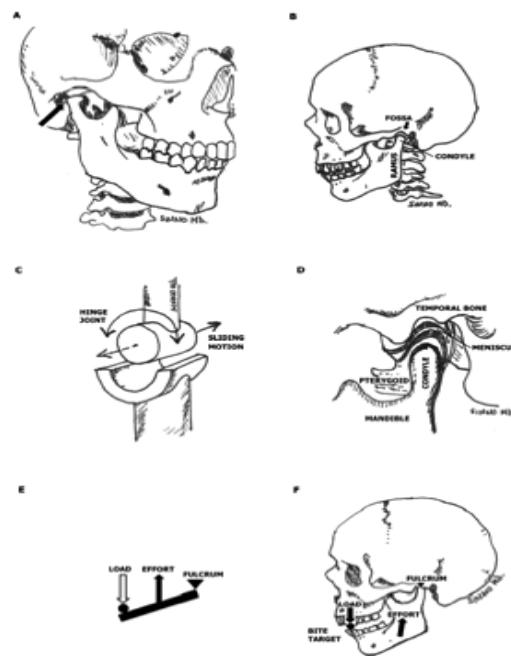 A
B
FOSSA
CONDYLE
RAMUS
C
HINGE
JOINT
SLIDING
MOTION
D
TEMPORAL BONE
MENISCUS
PTERYGOID
CONDYLE
MANDIBLE
E
LOAD
EFFORT
FULCRUM
F
FULCRUM
LOAD
EFFORT
BITE
TARGET